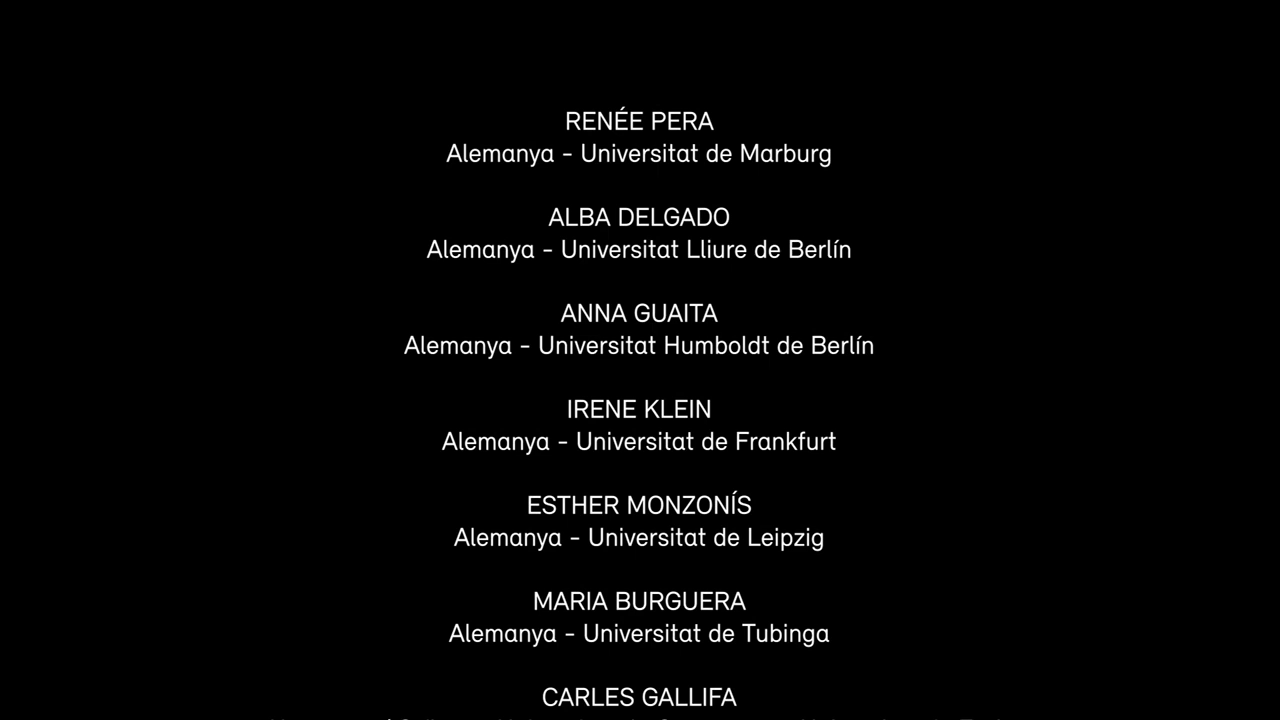 RENÉE PERA
Alemanya - Universitat de Marburg
ALBA DELGADO
Alemanya - Universitat Lliure de Berlín
ANNA GUAITA
Alemanya - Universitat Humboldt de Berlín
IRENE KLEIN
Alemanya - Universitat de Frankfurt
ESTHER MONZONÍS
Alemanya - Universitat de Leipzig
MARIA BURGUERA
Alemanya - Universitat de Tubinga
CARLES GALLIFA